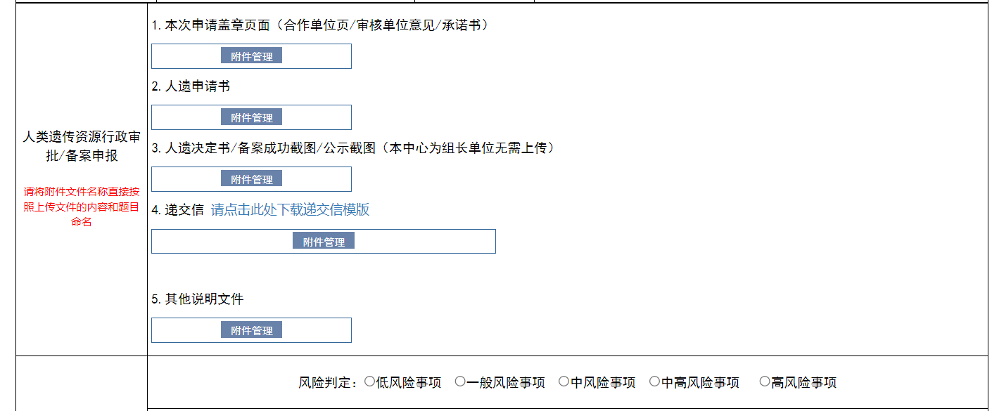 1. 本次申请盖章页面（合作单位页/审核单位意见/承诺书）
附件管理
2. 人遗申请书
附件管理
人类遗传资源行政审
批/备案申报
请将附件文件名称直接按
照上传文件的内容和题目
命名
3. 人遗决定书/备案成功截图/公示截图（本中心为组长单位无需上传）
附件管理
4. 递交信 请点击此处下载递交信模版
附件管理
5. 其他说明文件
附件管理
风险判定：低风险事项 一般风险事项 中风险事项 中高风险事项 高风险事项